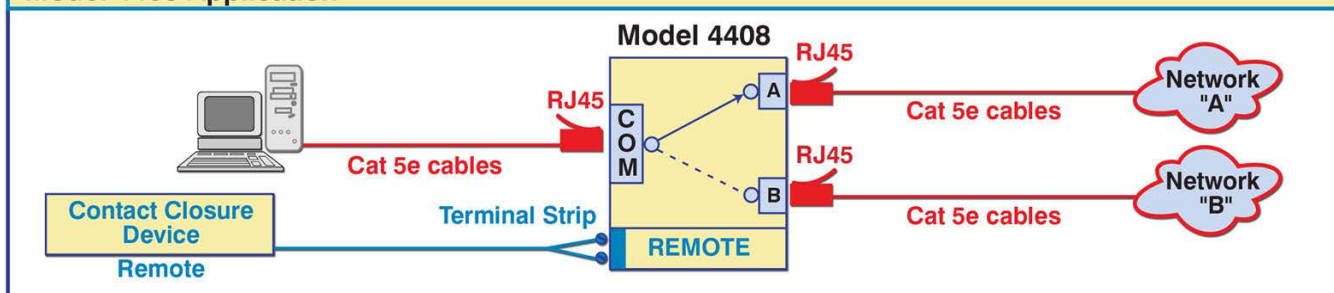 Model 4408
RJ45
RJ45
A
Network
"A"
Cat 5e cables
COM
Cat 5e cables
RJ45
Network
"B"
B
Cat 5e cables
Contact Closure
Device
Terminal Strip
REMOTE
Remote